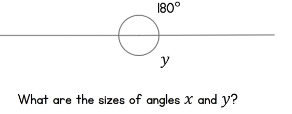 180°
y
What are the sizes of angles x and y?